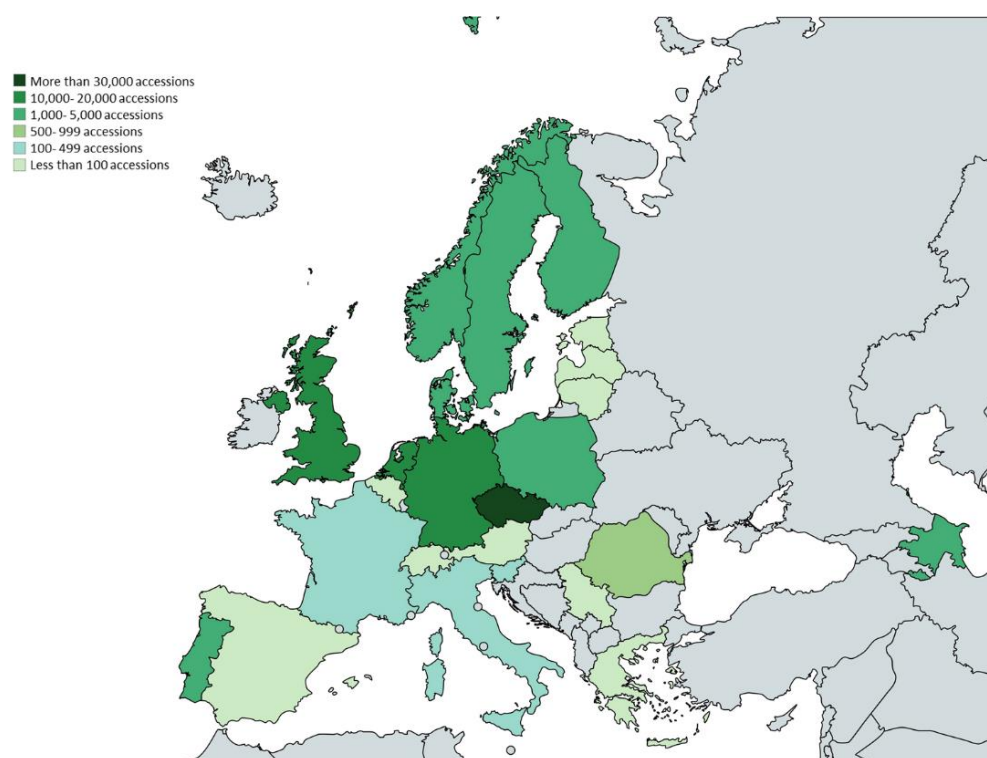 More than 30,000 accessions
10,000- 20,000 accessions
1,000- 5,000 accessions
500- 999 accessions
100- 499 accessions
Less than 100 accessions